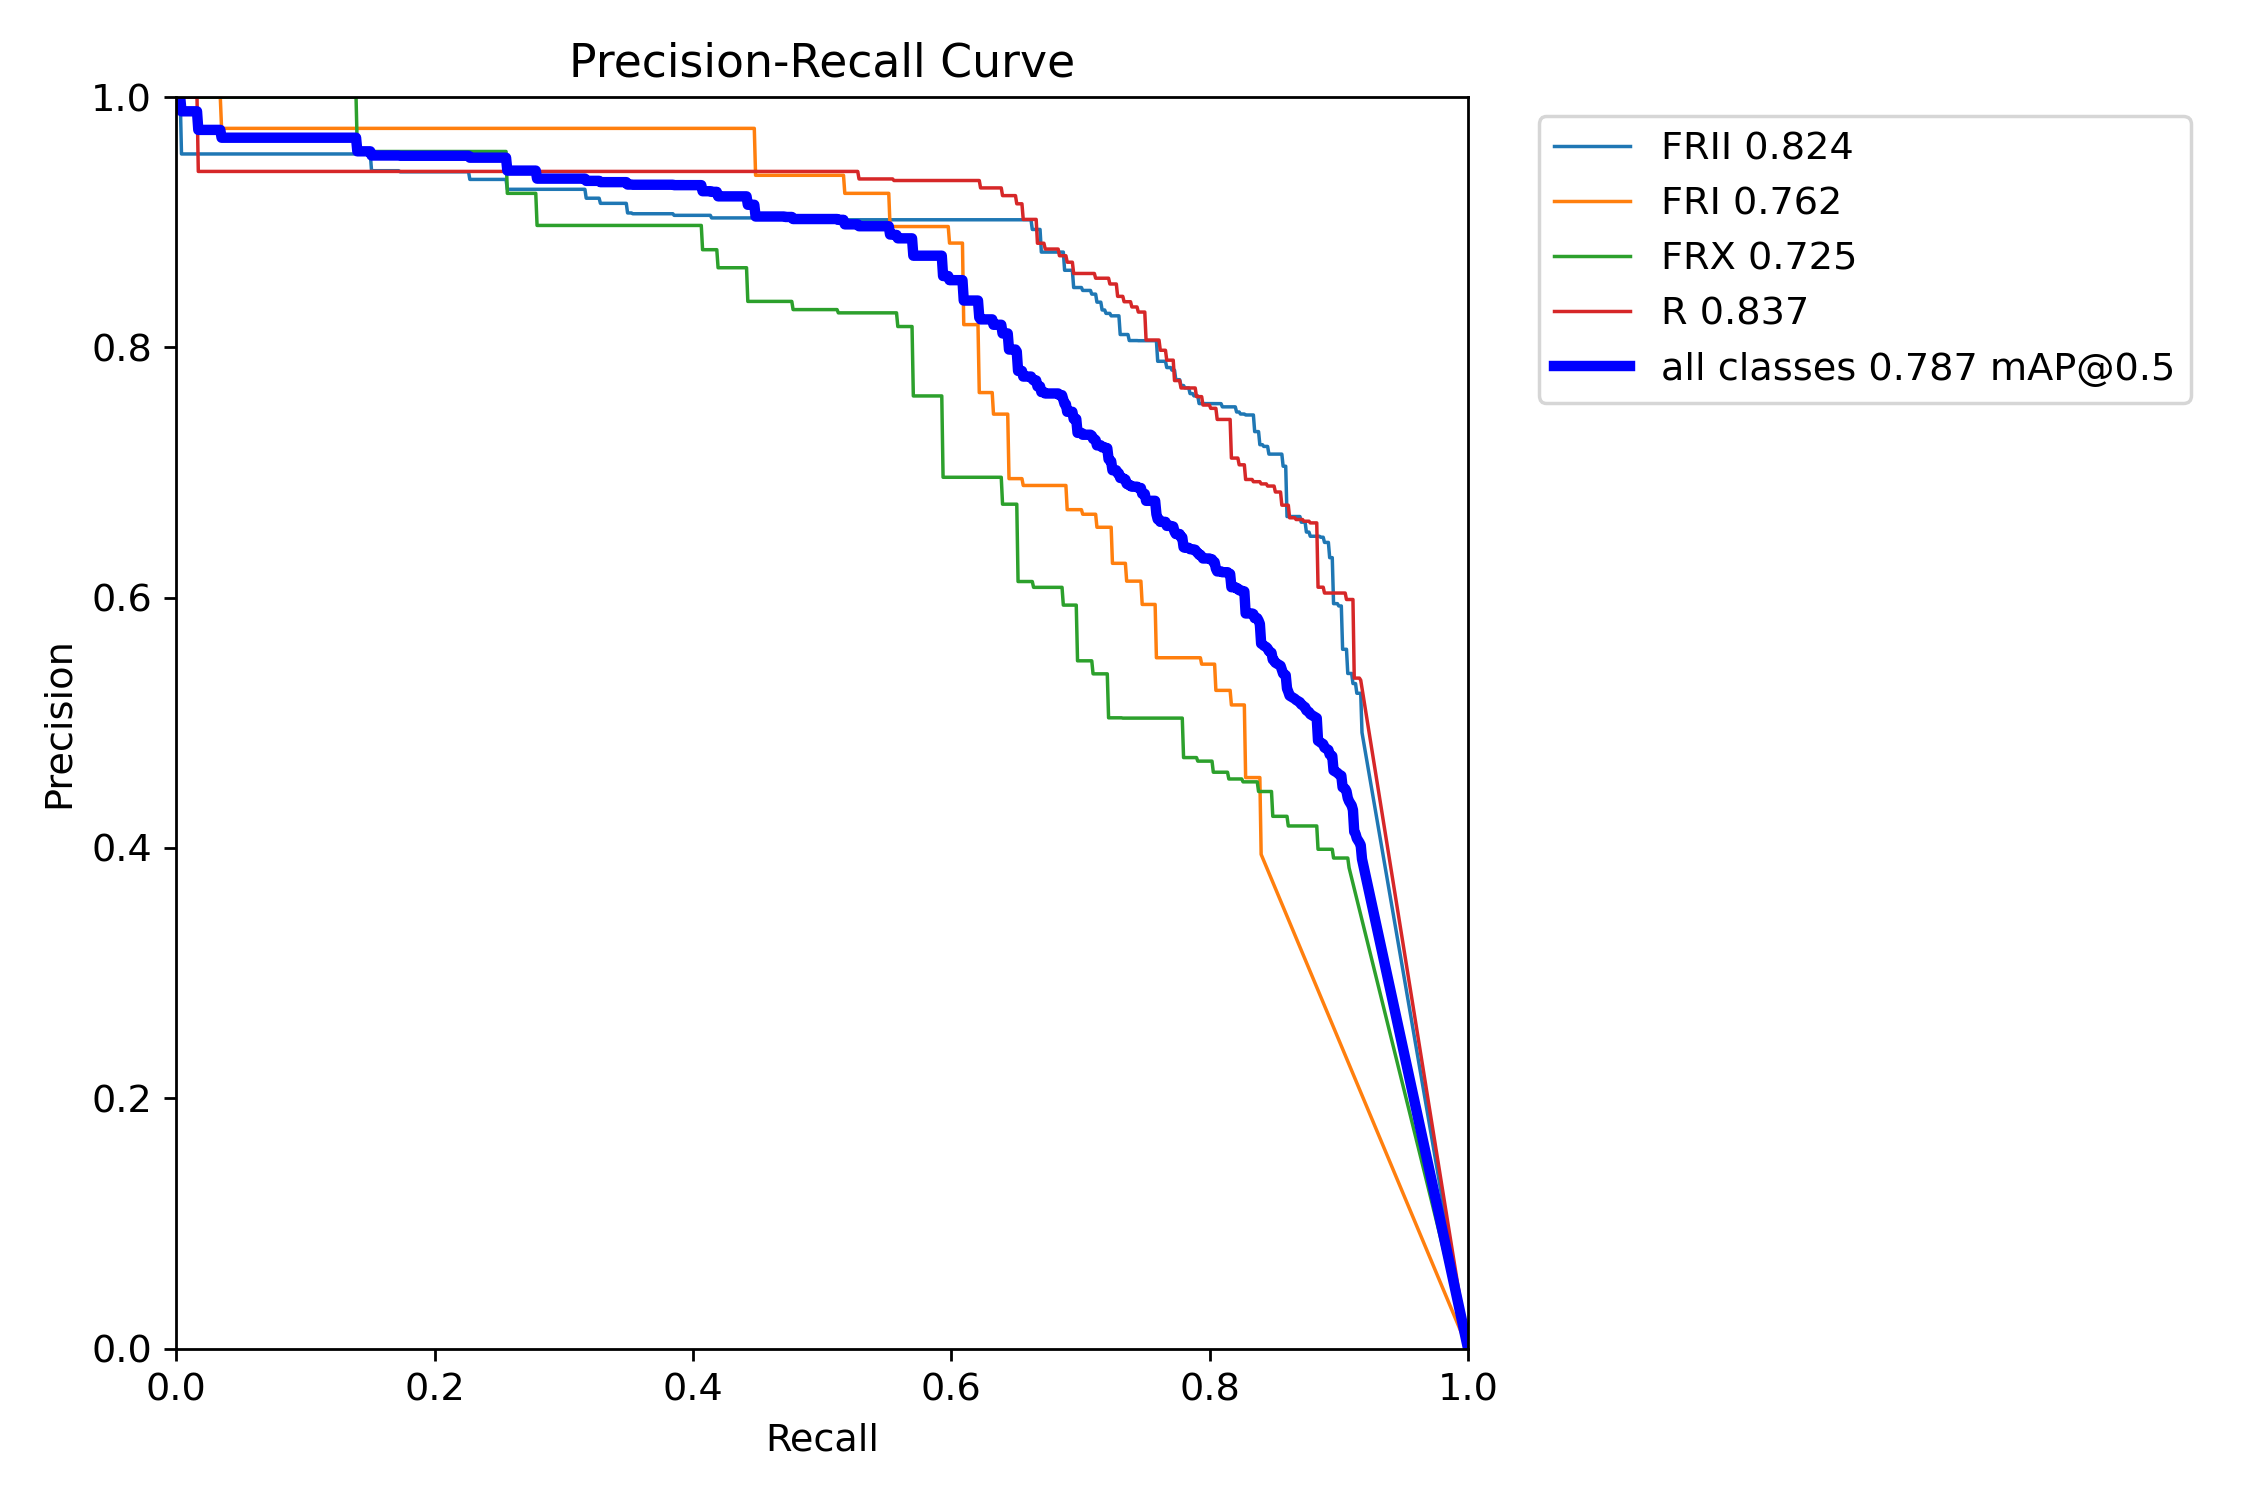 Precision-Recall Curve
1.0
0.8
0.6
0.4
0.2
0.0
Precision
0.0 0.2 0.4 0.6 0.8 1.0
Recall
FRII 0.824
FRI 0.762
FRX 0.725
R 0.837
all classes 0.787 mAP@0.5